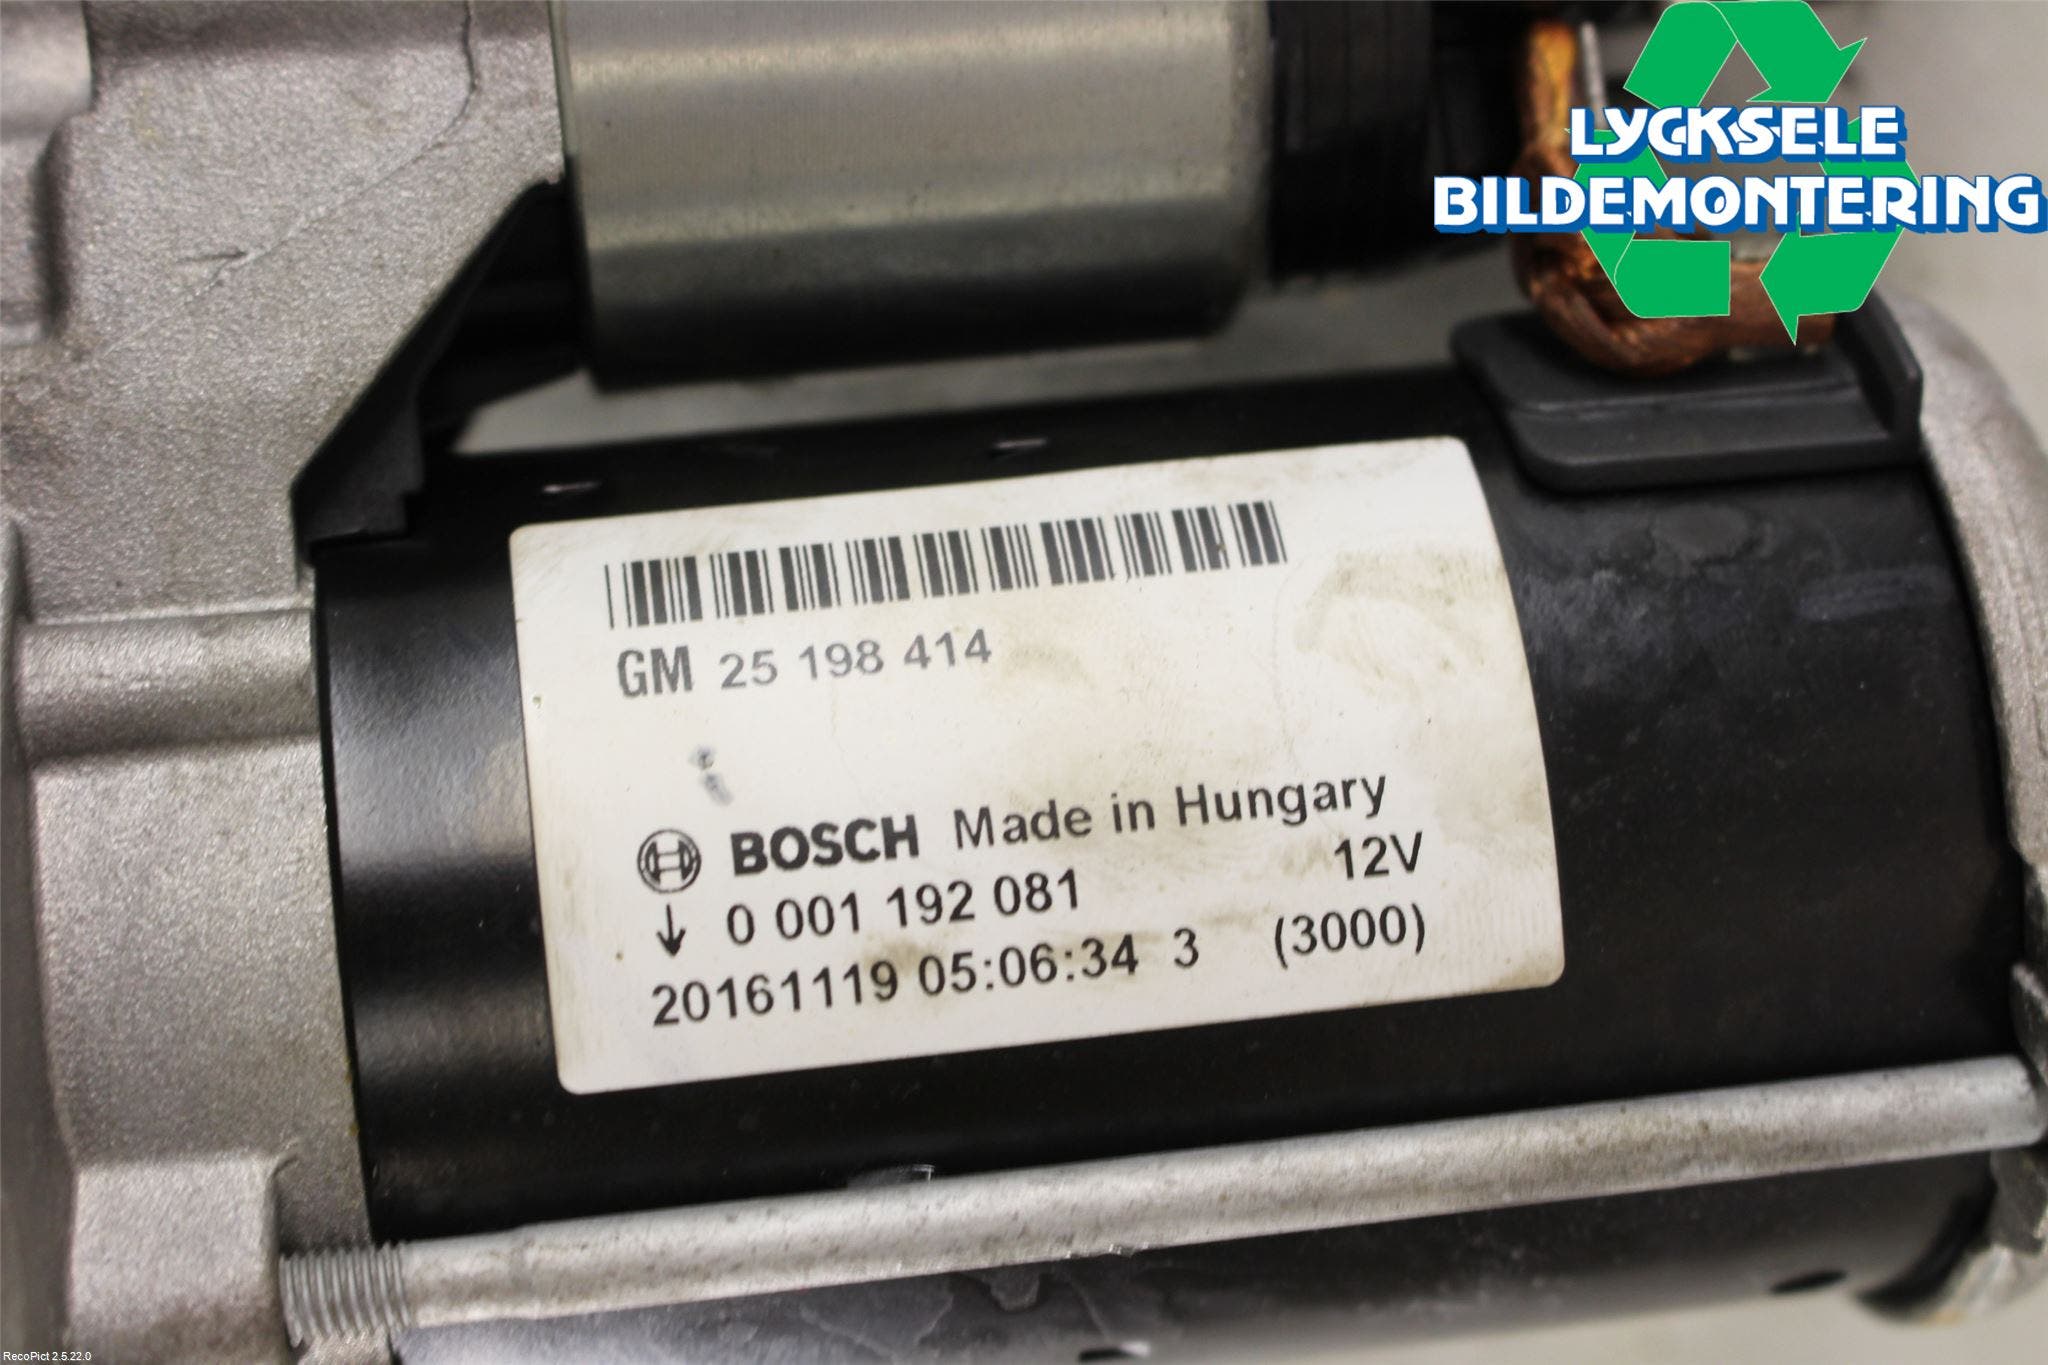 LYCKSELE
BILDEMONTERING
GM 25 198 414
BOSCH Made in Hungary
0 001 192 081 12V
20161119 05:06:34 3 (3000)
RecoPict 2.5.22.0